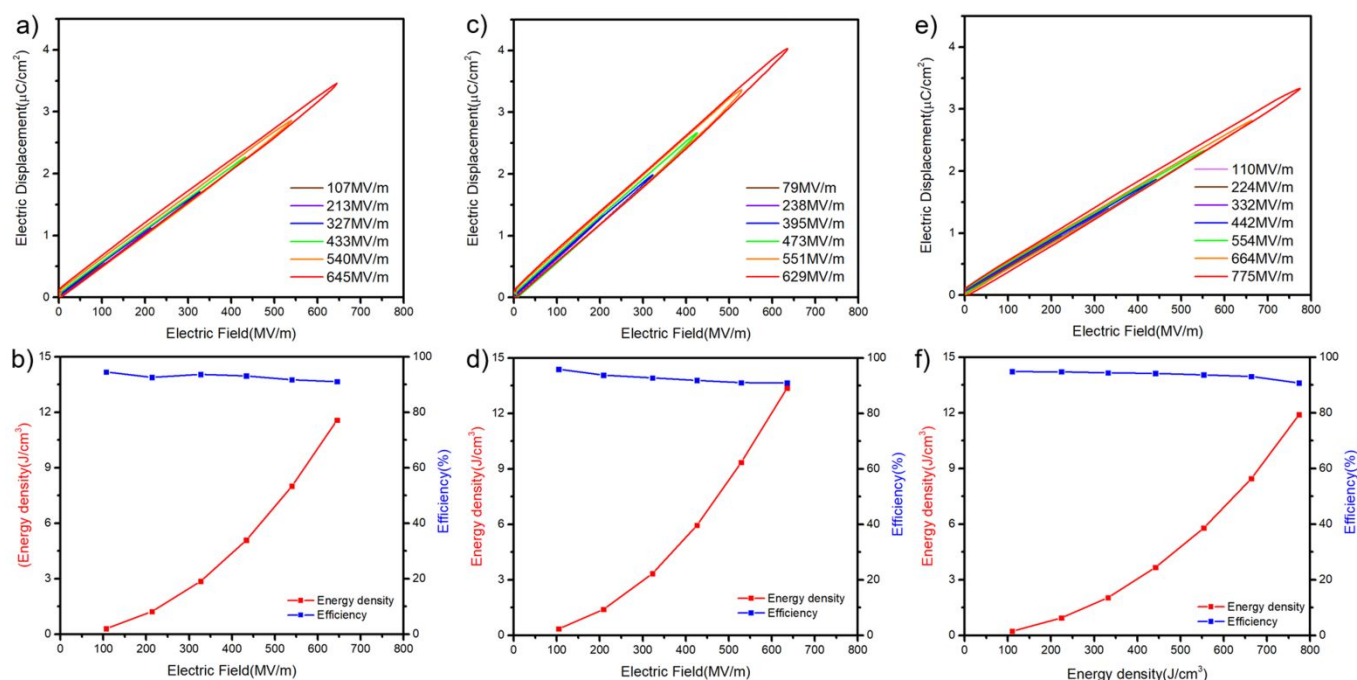 a)
Electric Displacement(μC/cm²)
4
3
2
1
0
107MV/m
213MV/m
327MV/m
433MV/m
540MV/m
645MV/m
0 100 200 300 400 500 600 700 800
Electric Field(MV/m)
c)
Electric Displacement(μC/cm²)
4
3
2
1
0
79MV/m
238MV/m
395MV/m
473MV/m
551MV/m
629MV/m
0 100 200 300 400 500 600 700 800
Electric Field(MV/m)
e)
Electric Displacement(μC/cm²)
4
3
2
1
0
110MV/m
224MV/m
332MV/m
442MV/m
554MV/m
664MV/m
775MV/m
0 100 200 300 400 500 600 700 800
Electric Field(MV/m)
b)
(Energy density(J/cm³)
15
12
9
6
3
0
Energy density
Efficiency
100
80
60
40
20
0
Efficiency(%)
0 100 200 300 400 500 600 700 800
Electric Field(MV/m)
d)
Energy density(J/cm³)
15
12
9
6
3
0
Energy density
Efficiency
100
80
60
40
20
0
Efficiency(%)
0 100 200 300 400 500 600 700 800
Electric Field(MV/m)
f)
Energy density(J/cm³)
15
12
9
6
3
0
Energy density
Efficiency
100
80
60
40
20
0
Efficiency(%)
0 100 200 300 400 500 600 700 800
Energy density(J/cm³)